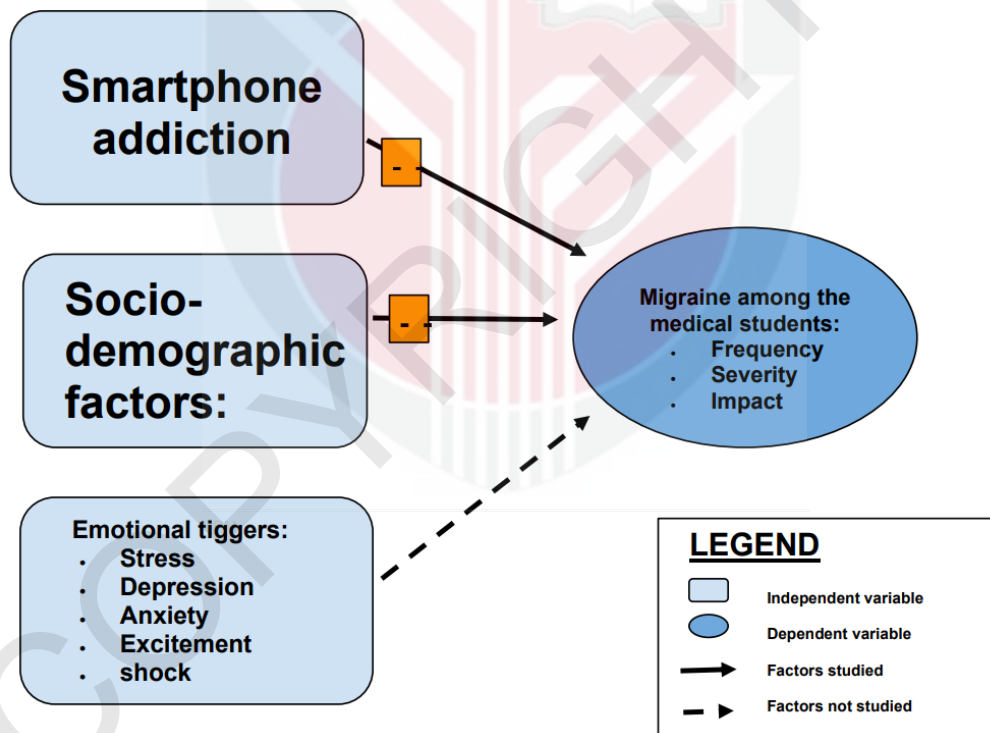 Smartphone
addiction
- -
Socio-
demographic
factors:
- -
Migraine among the
medical students:
• Frequency
• Severity
• Impact
Emotional tiggers:
• Stress
• Depression
• Anxiety
• Excitement
• shock
LEGEND
Independent variable
Dependent variable
Factors studied
Factors not studied
COPYRIGH